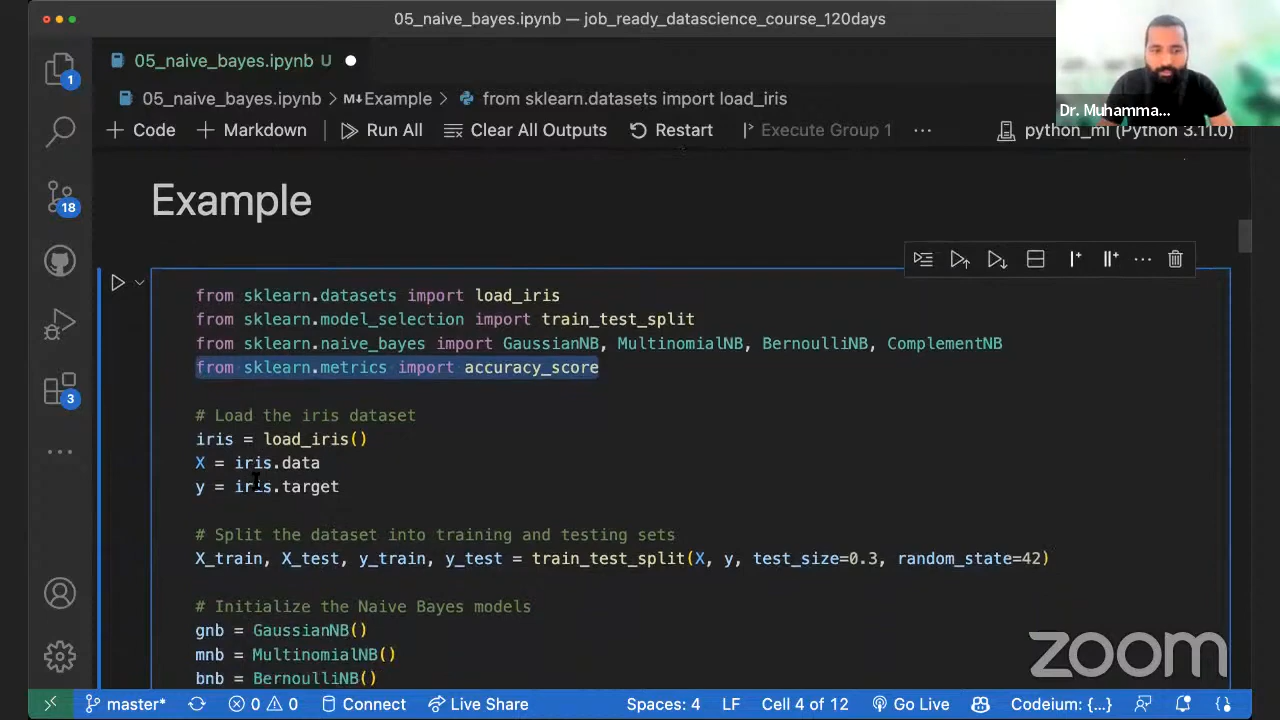 05_naive_bayes.ipynb — job_ready_datascience_course_120days
05_naive_bayes.ipynb U
05_naive_bayes.ipynb > M↓Example > from sklearn.datasets import load_iris
+ Code + Markdown Run All Clear All Outputs Restart Execute Group 1 ... python_ml (Python 3.11.0)
Dr. Muhamma...
1
18
3
Example
from sklearn.datasets import load_iris
from sklearn.model_selection import train_test_split
from sklearn.naive_bayes import GaussianNB, MultinomialNB, BernoulliNB, ComplementNB
from sklearn.metrics import accuracy_score
# Load the iris dataset
iris = load_iris()
X = iris.data
y = iris.target
# Split the dataset into training and testing sets
X_train, X_test, y_train, y_test = train_test_split(X, y, test_size=0.3, random_state=42)
# Initialize the Naive Bayes models
gnb = GaussianNB()
mnb = MultinomialNB()
bnb = BernoulliNB()
zoom
master* 0 0 Connect Live Share Spaces: 4 LF Cell 4 of 12 Go Live Codeium: {...}